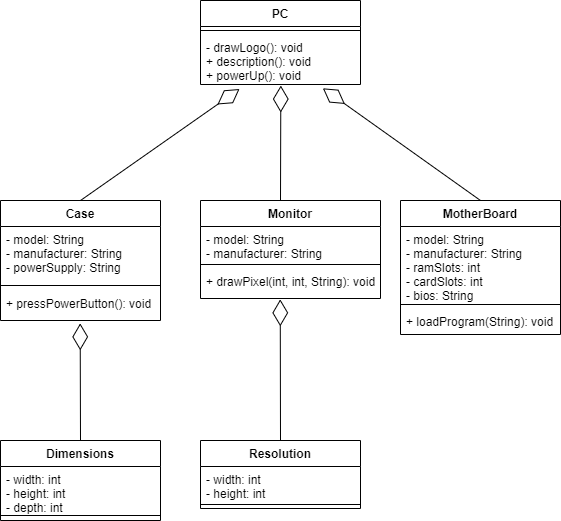 PC
- drawLogo(): void
+ description(): void
+ powerUp(): void
Case
- model: String
- manufacturer: String
- powerSupply: String
+ pressPowerButton(): void
Monitor
- model: String
- manufacturer: String
+ drawPixel(int, int, String): void
MotherBoard
- model: String
- manufacturer: String
- ramSlots: int
- cardSlots: int
- bios: String
+ loadProgram(String): void
Dimensions
- width: int
- height: int
- depth: int
Resolution
- width: int
- height: int